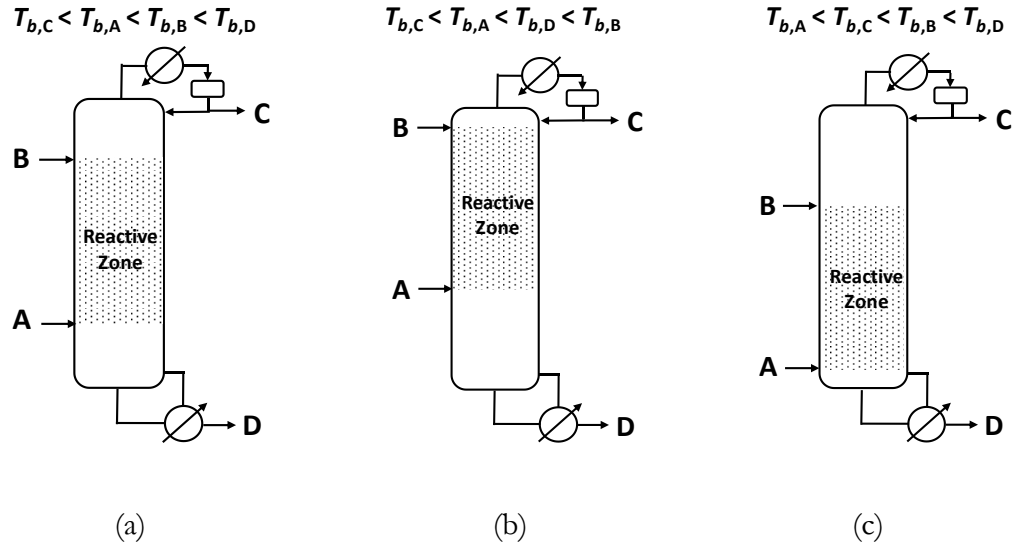 T_b,C < T_b,A < T_b,B < T_b,D
C
B
Reactive
Zone
A
D
(a)
T_b,C < T_b,A < T_b,D < T_b,B
C
B
Reactive
Zone
A
D
(b)
T_b,A < T_b,C < T_b,B < T_b,D
C
B
Reactive
Zone
A
D
(c)